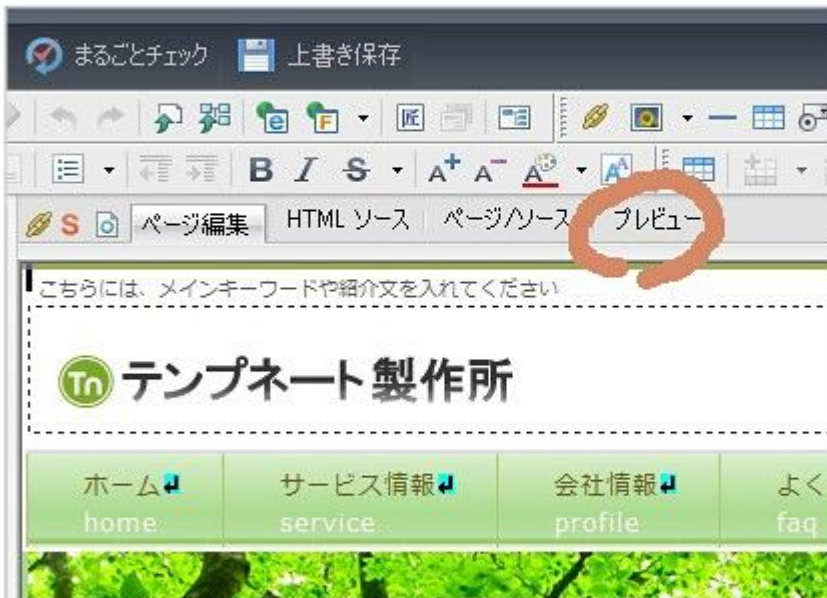 まるごとチェック 上書き保存
B I S A+ A- A A
S ページ編集 HTML ソース ページ/ソース プレビュー
こちらには、メインキーワードや紹介文を入れてください
Tn テンプネート製作所
ホーム サービス情報 会社情報 よく
home service profile faq